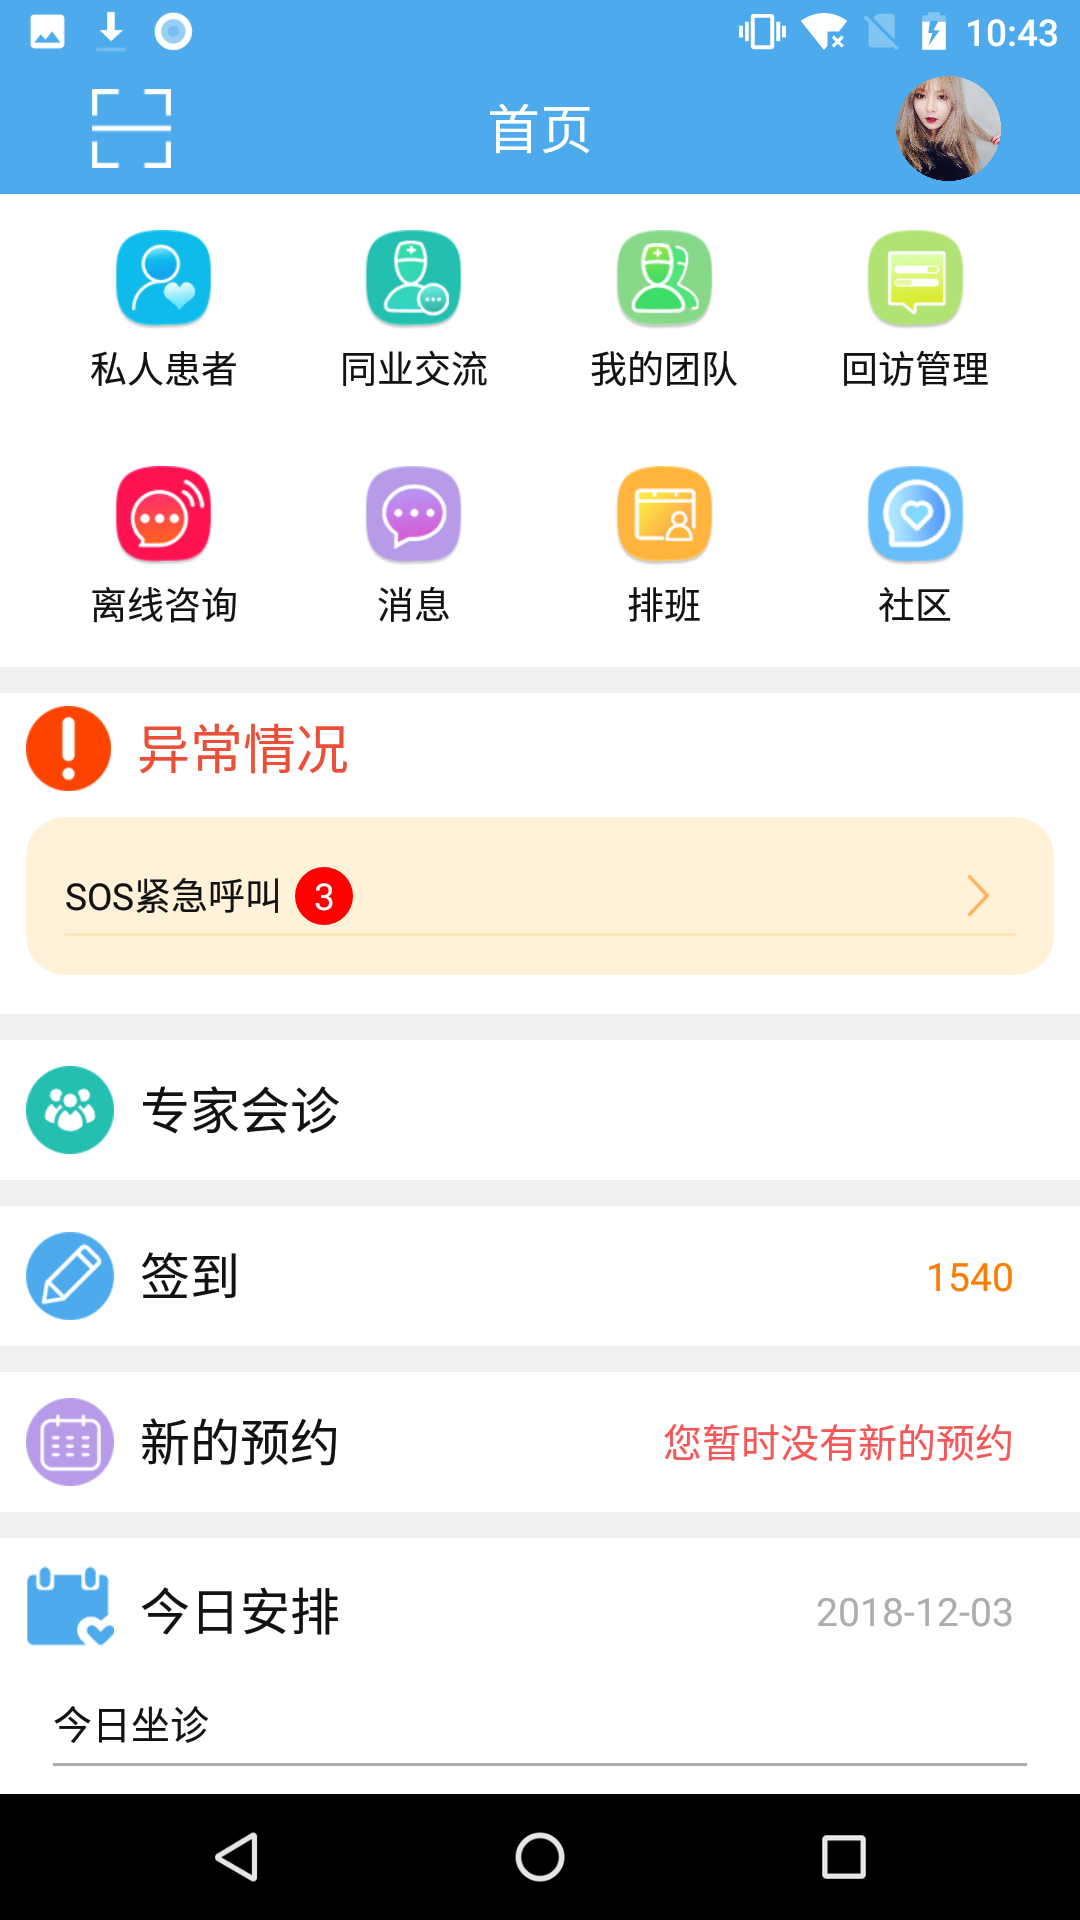 10:43
首页
私人患者 同业交流 我的团队 回访管理
离线咨询 消息 排班 社区
异常情况
SOS紧急呼叫 3
专家会诊
签到 1540
新的预约 您暂时没有新的预约
今日安排 2018-12-03
今日坐诊